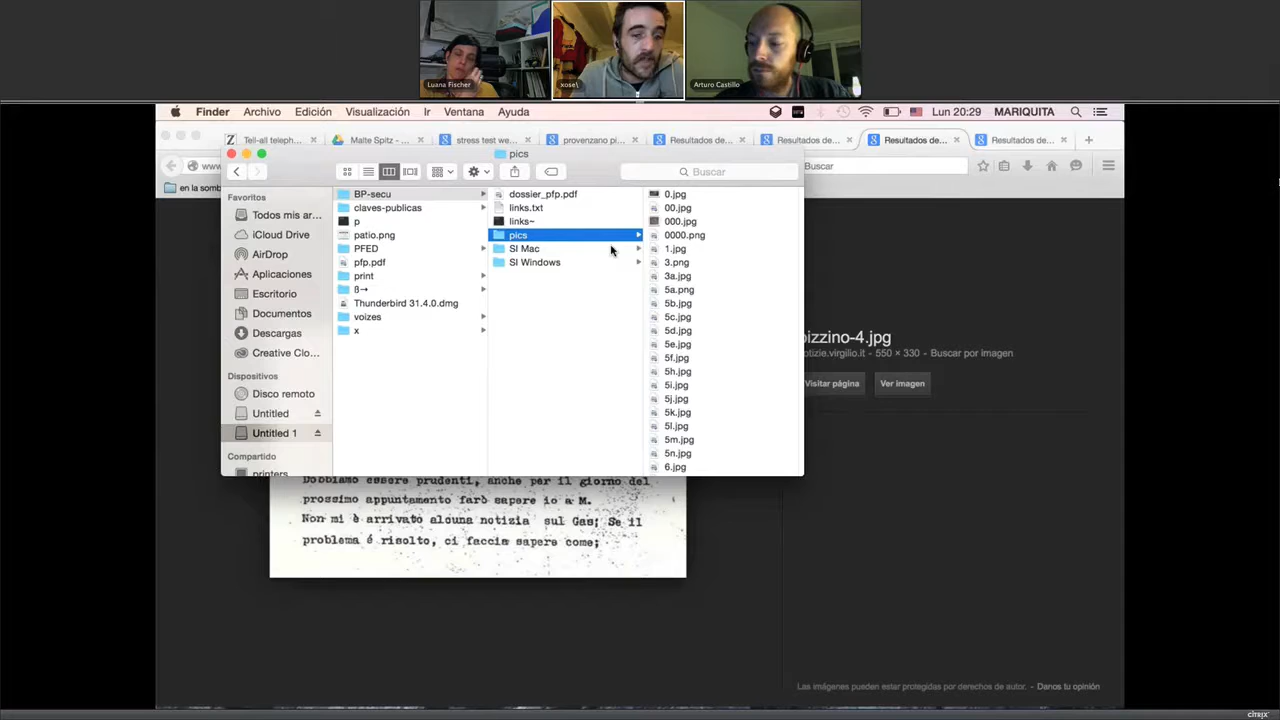 Luana Fischer
xose\
Arturo Castillo
Finder Archivo Edición Visualización Ir Ventana Ayuda
Lun 20:29 MARIQUITA
Tell-all teleph
Malte Spitz -
stress test we...
provenzano pi...
Resultados de
Resultados de...
Resultados de...
Resultados de...
www
Buscar
en la somb
pics
Buscar
Favoritos
Todos mis ar...
iCloud Drive
AirDrop
Aplicaciones
Escritorio
Documentos
Descargas
Creative Clo...
Dispositivos
Disco remoto
Untitled
Untitled 1
Compartido
printers
BP-secu
claves-publicas
p
patio.png
PFED
pfp.pdf
print
ß→
Thunderbird 31.4.0.dmg
voizes
x
dossier_pfp.pdf
links.txt
links~
pics
SI Mac
SI Windows
0.jpg
00.jpg
000.jpg
0000.png
1.jpg
3.png
3a.jpg
5a.png
5b.jpg
5c.jpg
5d.jpg
5e.jpg
5f.jpg
5h.jpg
5i.jpg
5j.jpg
5k.jpg
5l.jpg
5m.jpg
5n.jpg
6.jpg
pizzino-4.jpg
notizie.virgilio.it - 550 × 330 - Buscar por imagen
Visitar página
Ver imagen
Dobbiamo essere prudenti, anche per il giorno del
prossimo appuntamento farò sapere io a M.
Non mi è arrivato alcuna notizia sul Gas; Se il
problema é risolto, ci faccia sapere come;
Las imágenes pueden estar protegidas por derechos de autor. - Danos tu opinión
CITRIX